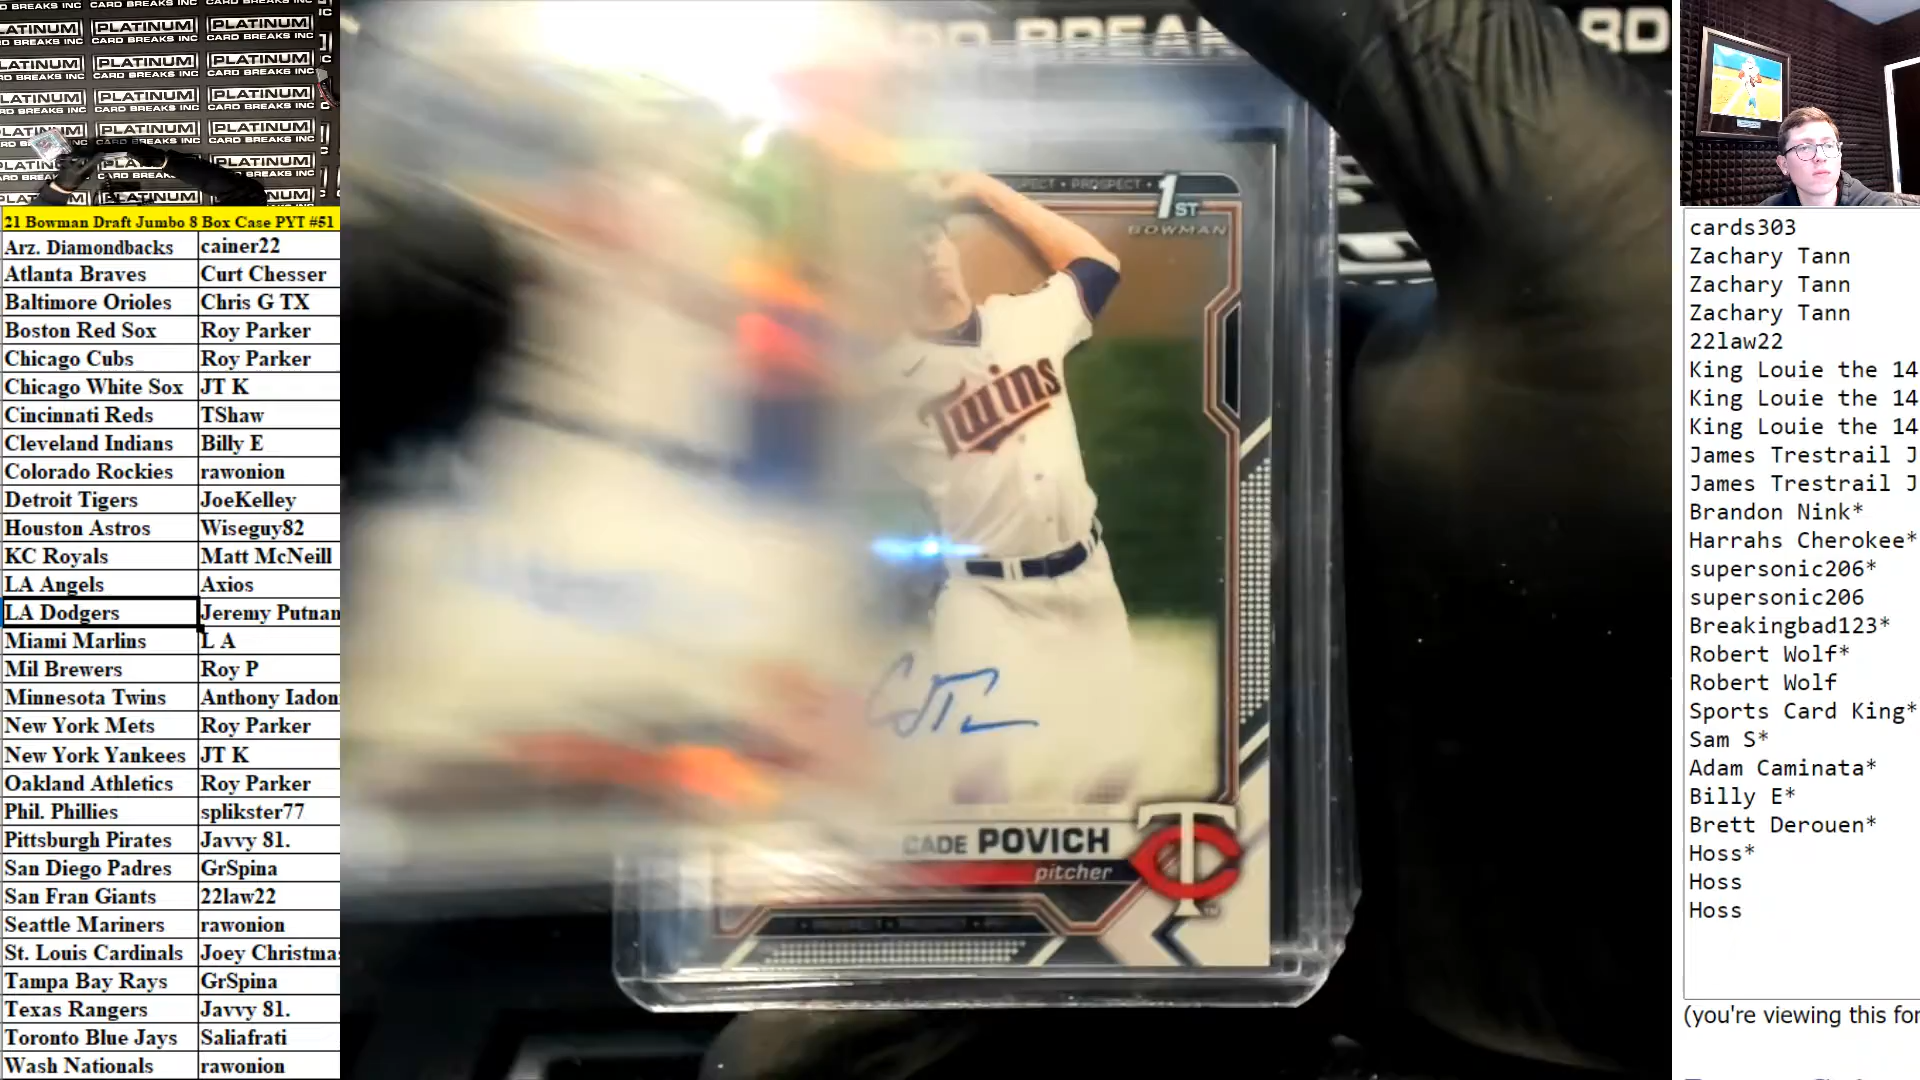 21 Bowman Draft Jumbo 8 Box Case PYT #51
Arz. Diamondbacks cainer22
Atlanta Braves Curt Chesser
Baltimore Orioles Chris G TX
Boston Red Sox Roy Parker
Chicago Cubs Roy Parker
Chicago White Sox JT K
Cincinnati Reds TShaw
Cleveland Indians Billy E
Colorado Rockies rawonion
Detroit Tigers JoeKelley
Houston Astros Wiseguy82
KC Royals Matt McNeill
LA Angels Axios
LA Dodgers Jeremy Putnan
Miami Marlins L A
Mil Brewers Roy P
Minnesota Twins Anthony Iadon
New York Mets Roy Parker
New York Yankees JT K
Oakland Athletics Roy Parker
Phil. Phillies splikster77
Pittsburgh Pirates Javvy 81.
San Diego Padres GrSpina
San Fran Giants 22law22
Seattle Mariners rawonion
St. Louis Cardinals Joey Christma
Tampa Bay Rays GrSpina
Texas Rangers Javvy 81.
Toronto Blue Jays Saliafrati
Wash Nationals rawonion
PLATINUM
CARD BREAKS INC
PROSPECT
1ST
BOWMAN
Twins
CADE POVICH
pitcher
TC
cards303
Zachary Tann
Zachary Tann
Zachary Tann
22law22
King Louie the 14
King Louie the 14
King Louie the 14
James Trestrail J
James Trestrail J
Brandon Nink*
Harrahs Cherokee*
supersonic206*
supersonic206
Breakingbad123*
Robert Wolf*
Robert Wolf
Sports Card King*
Sam S*
Adam Caminata*
Billy E*
Brett Derouen*
Hoss*
Hoss
Hoss
(you're viewing this for